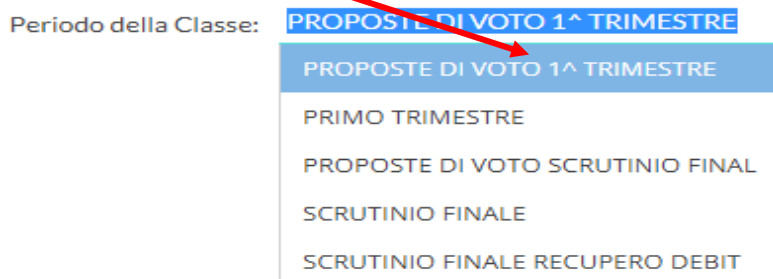 Periodo della Classe: PROPOSTE DI VOTO 1^ TRIMESTRE
PROPOSTE DI VOTO 1^ TRIMESTRE
PRIMO TRIMESTRE
PROPOSTE DI VOTO SCRUTINIO FINAL
SCRUTINIO FINALE
SCRUTINIO FINALE RECUPERO DEBIT